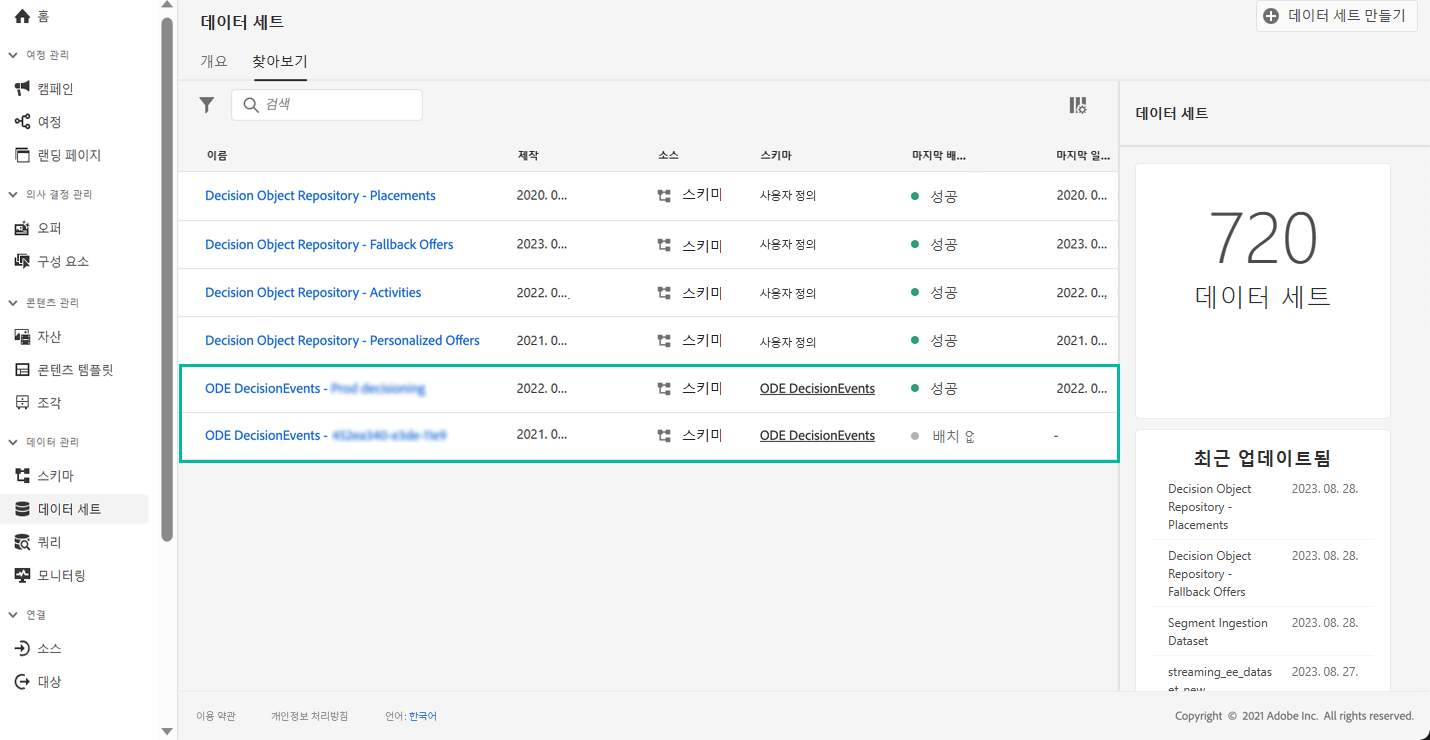 홈
여정 관리
캠페인
여정
랜딩 페이지
의사 결정 관리
오퍼
구성 요소
콘텐츠 관리
자산
콘텐츠 템플릿
조각
데이터 관리
스키마
데이터 세트
쿼리
모니터링
연결
소스
대상
데이터 세트
데이터 세트 만들기
개요 찾아보기
검색
이름 제작 소스 스키마 마지막 배... 마지막 일...
Decision Object Repository - Placements 2020. 0... 스키마 사용자 정의 성공 2020. 0...
Decision Object Repository - Fallback Offers 2023. 0... 스키마 사용자 정의 성공 2023. 0...
Decision Object Repository - Activities 2022. 0... 스키마 사용자 정의 성공 2022. 0...
Decision Object Repository - Personalized Offers 2021. 0... 스키마 사용자 정의 성공 2021. 0...
ODE DecisionEvents - Prod decisioning 2022. 0... 스키마 ODE DecisionEvents 성공 2022. 0...
ODE DecisionEvents - 2021. 0... 스키마 ODE DecisionEvents 배치 -
데이터 세트
720
데이터 세트
최근 업데이트됨
Decision Object 2023. 08. 28.
Repository -
Placements
Decision Object 2023. 08. 28.
Repository -
Fallback Offers
Segment Ingestion 2023. 08. 28.
Dataset
streaming_ee_datas 2023. 08. 27.
et_new
이용 약관 개인정보 처리방침 언어: 한국어
Copyright © 2021 Adobe Inc. All rights reserved.